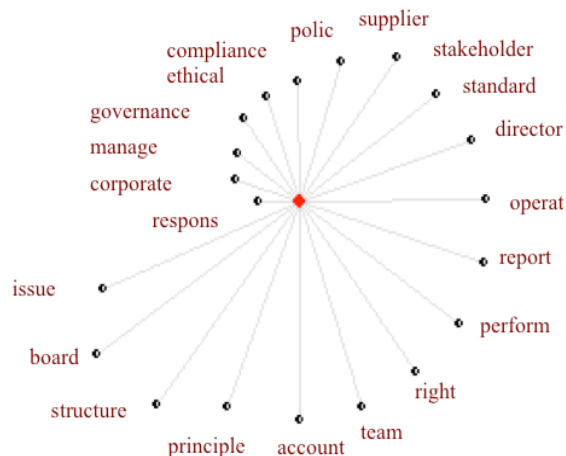 supplier
polic
stakeholder
compliance
ethical
standard
governance
director
manage
corporate
operat
respons
report
issue
perform
board
right
structure
team
principle
account